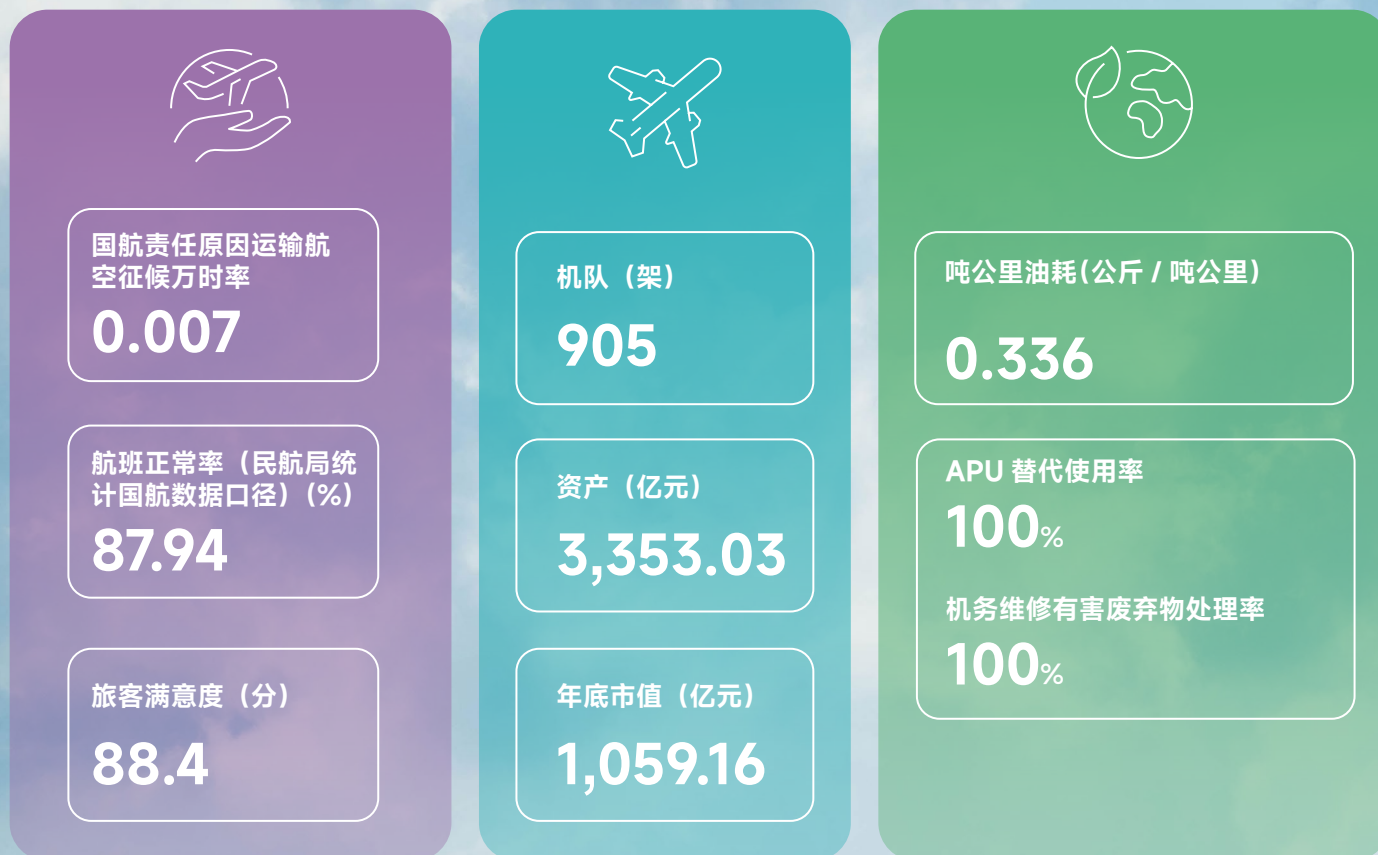 国航责任原因运输航
空征候万时率
0.007
航班正常率（民航局统
计国航数据口径）（%）
87.94
旅客满意度（分）
88.4
机队（架）
905
资产（亿元）
3,353.03
年底市值（亿元）
1,059.16
吨公里油耗（公斤 / 吨公里）
0.336
APU 替代使用率
100%
机务维修有害废弃物处理率
100%